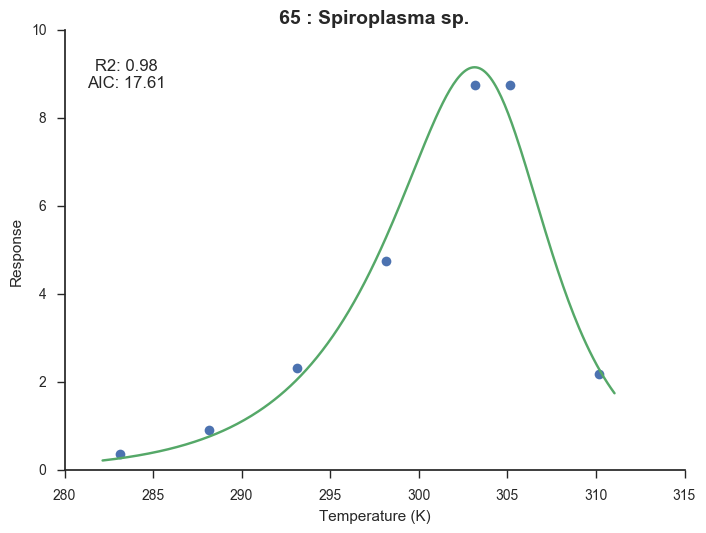 65 : Spiroplasma sp.
R2: 0.98
AIC: 17.61
10
8
6
4
2
0
Response
280 285 290 295 300 305 310 315
Temperature (K)